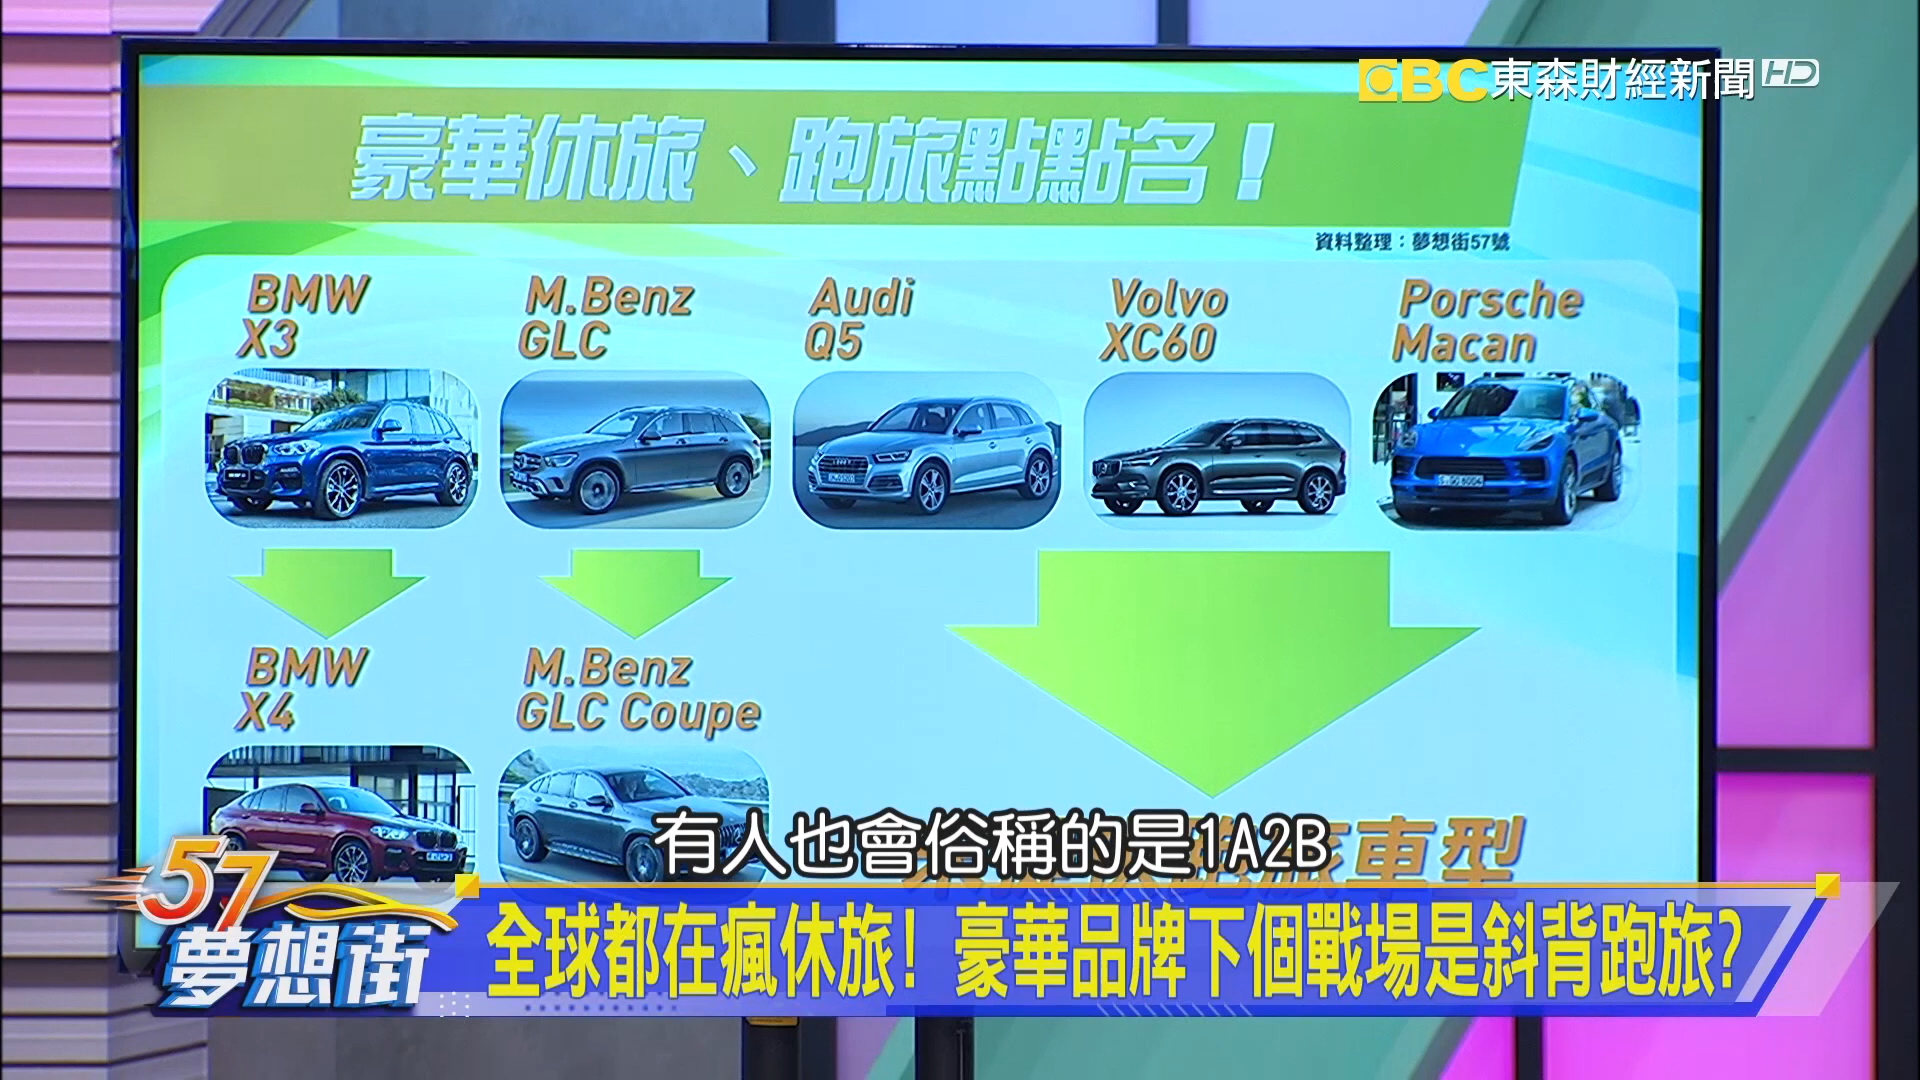 EBC東森財經新聞HD
豪華休旅、跑旅點點名!
資料整理:夢想街57號
BMW
X3
M.Benz
GLC
Audi
Q5
Volvo
XC60
Porsche
Macan
BMW
X4
M.Benz
GLC Coupe
旅車型
有人也會俗稱的是1A2B
57
夢想街
全球都在瘋休旅! 豪華品牌下個戰場是斜背跑旅?